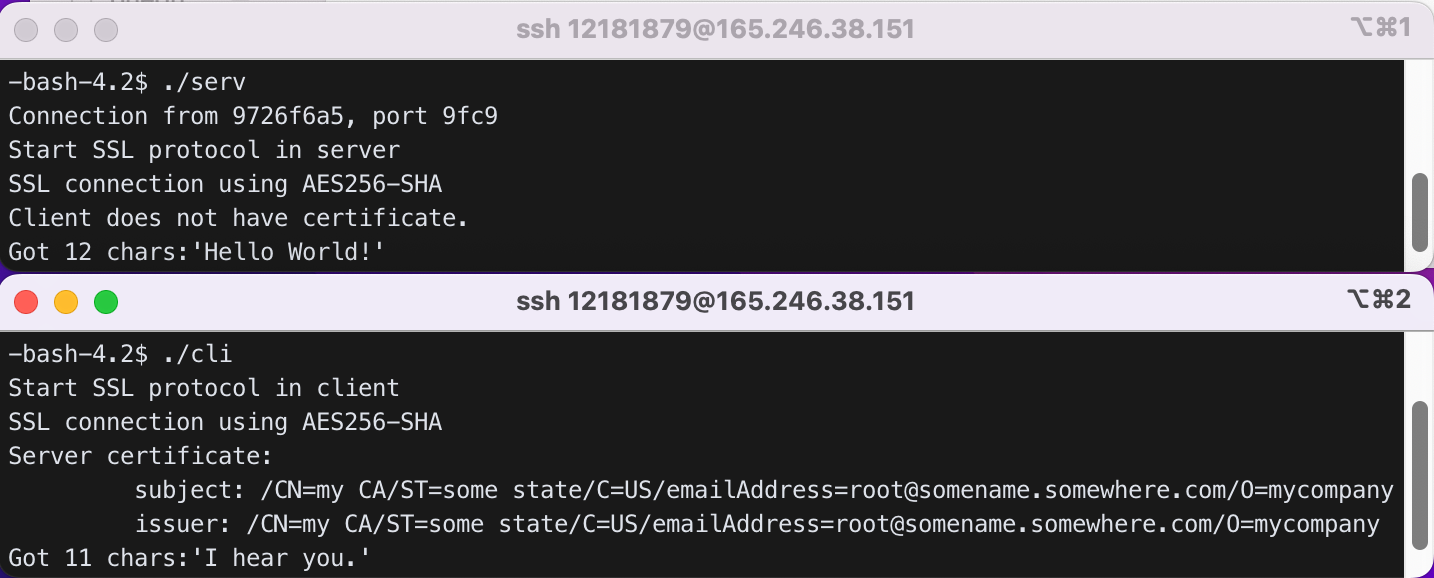 ssh 12181879@165.246.38.151 ⌥⌘1
-bash-4.2$ ./serv
Connection from 9726f6a5, port 9fc9
Start SSL protocol in server
SSL connection using AES256-SHA
Client does not have certificate.
Got 12 chars:'Hello World!'
ssh 12181879@165.246.38.151 ⌥⌘2
-bash-4.2$ ./cli
Start SSL protocol in client
SSL connection using AES256-SHA
Server certificate:
subject: /CN=my CA/ST=some state/C=US/emailAddress=root@somename.somewhere.com/O=mycompany
issuer: /CN=my CA/ST=some state/C=US/emailAddress=root@somename.somewhere.com/O=mycompany
Got 11 chars:'I hear you.'